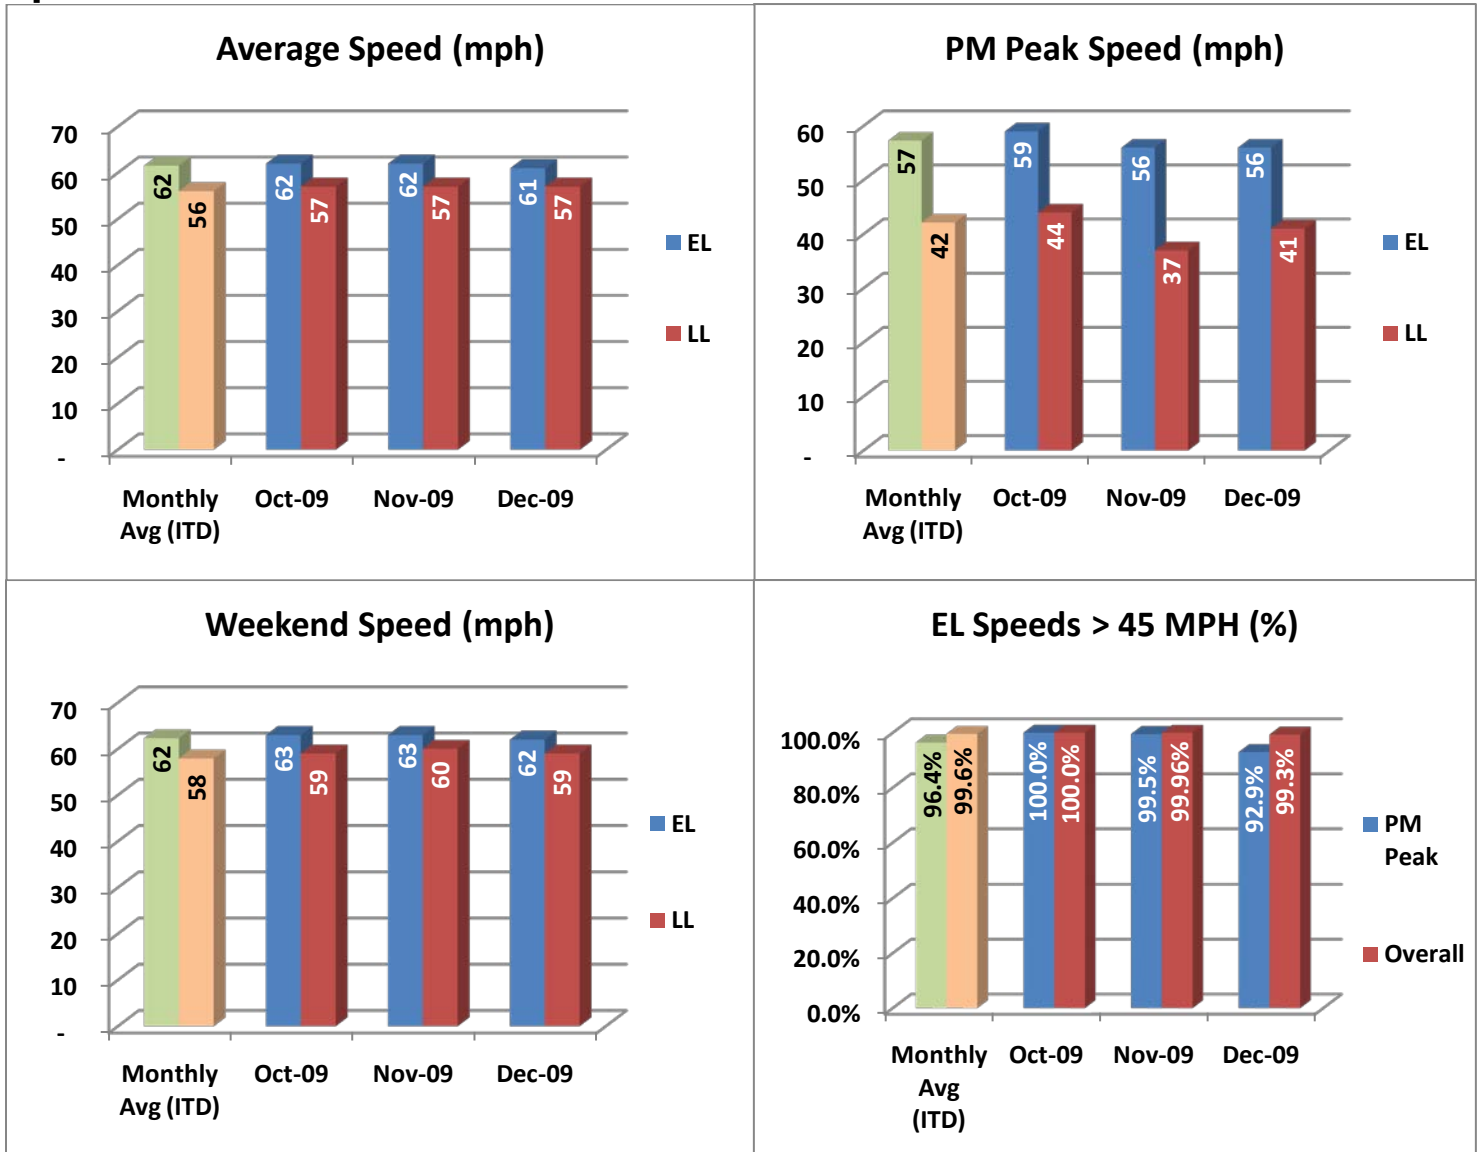 Average Speed (mph)
70
60
50
40
30
20
10
-
62
56
62
57
62
57
61
57
Monthly Avg (ITD)
Oct-09
Nov-09
Dec-09
EL
LL
PM Peak Speed (mph)
60
50
40
30
20
10
-
57
42
59
44
56
37
56
41
Monthly Avg (ITD)
Oct-09
Nov-09
Dec-09
EL
LL
Weekend Speed (mph)
70
60
50
40
30
20
10
-
62
58
63
59
63
60
62
59
Monthly Avg (ITD)
Oct-09
Nov-09
Dec-09
EL
LL
EL Speeds > 45 MPH (%)
100.0%
80.0%
60.0%
40.0%
20.0%
0.0%
96.4%
99.6%
100.0%
100.0%
99.5%
99.96%
92.9%
99.3%
Monthly
Avg
(ITD)
Oct-09
Nov-09
Dec-09
PM
Peak
Overall